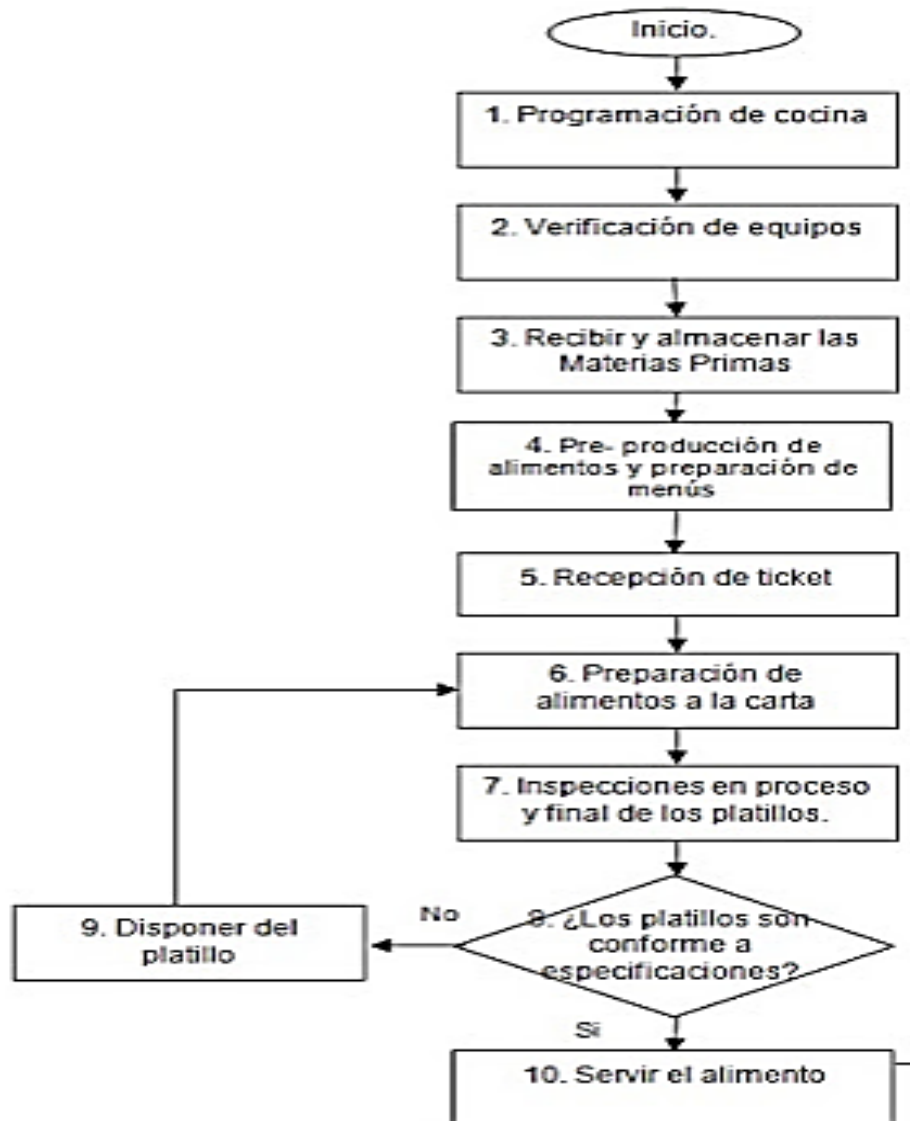 Inicio.
1. Programación de cocina
2. Verificación de equipos
3. Recibir y almacenar las
Materias Primas
4. Pre- producción de
alimentos y preparación de
menús
5. Recepción de ticket
6. Preparación de
alimentos a la carta
7. Inspecciones en proceso
y final de los platillos.
8. ¿Los platillos son
conforme a
especificaciones?
No
9. Disponer del
platillo
Si
10. Servir el alimento